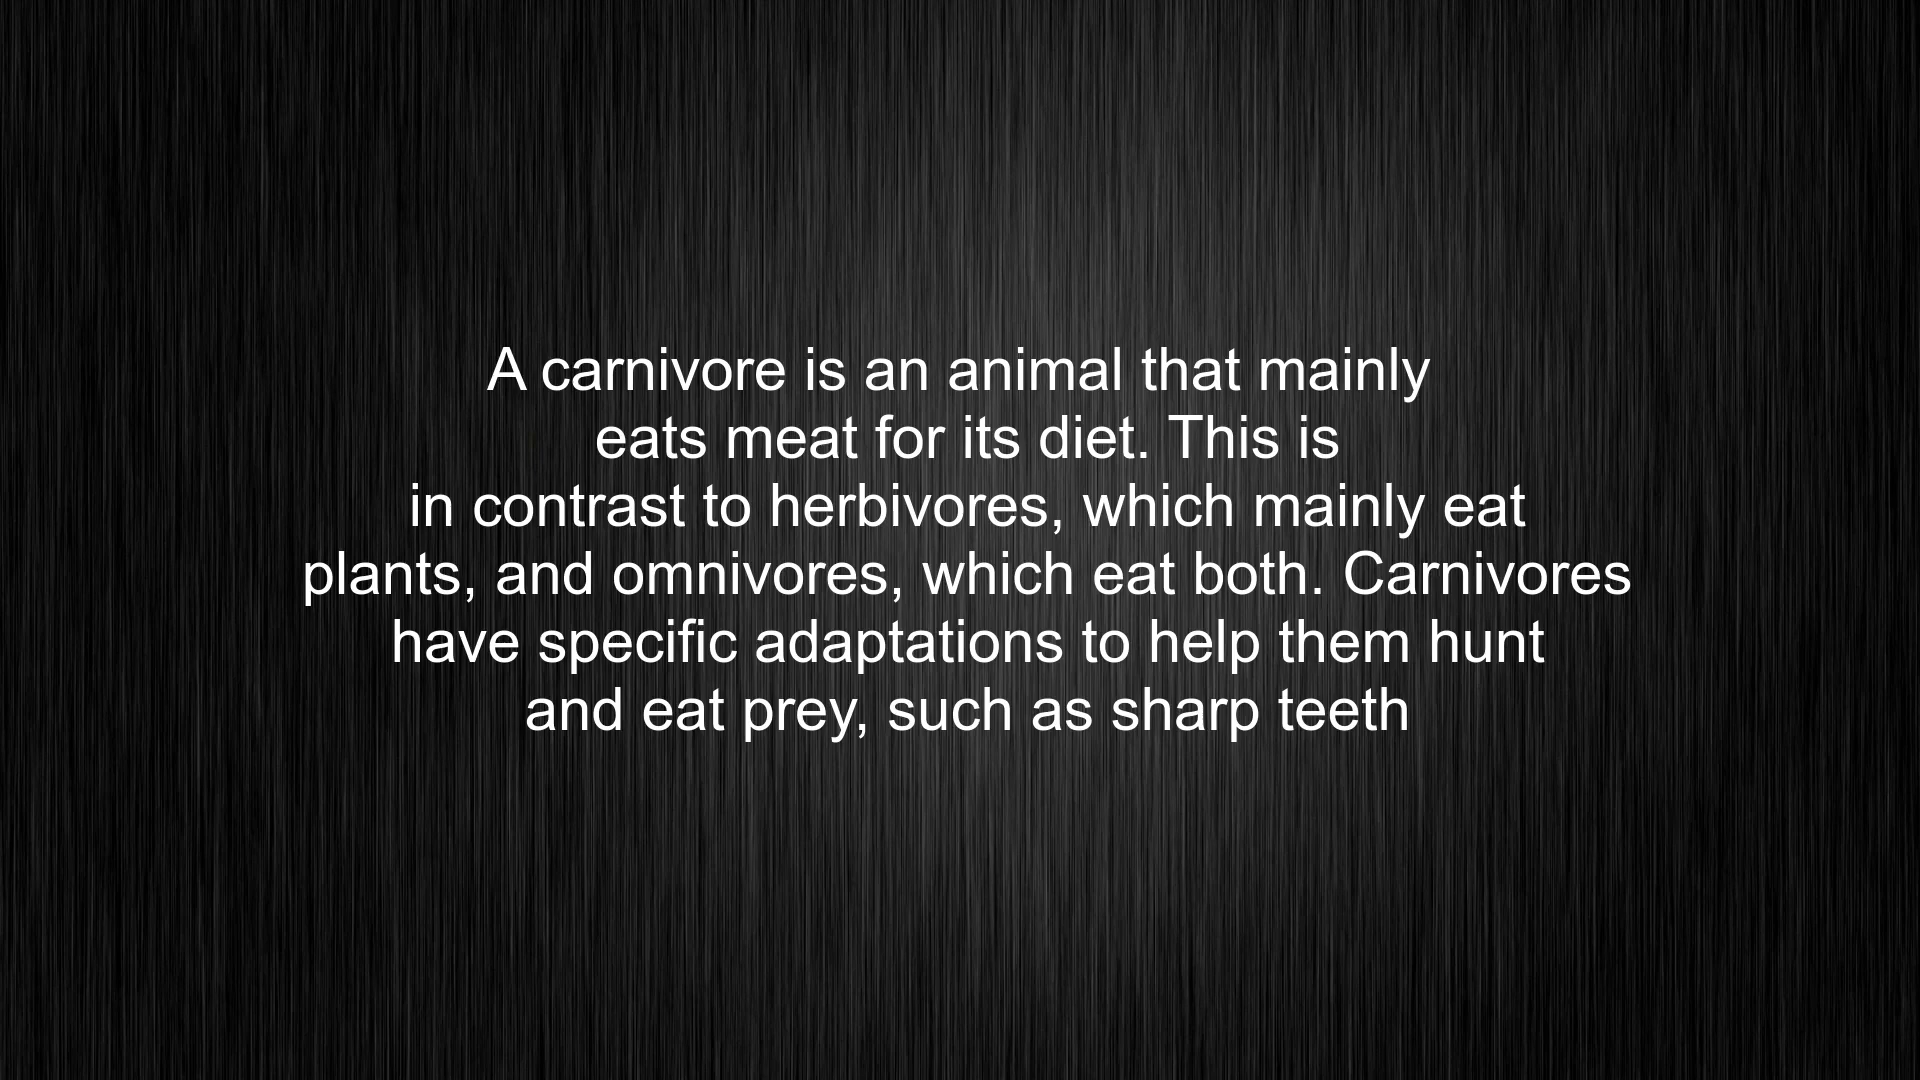 A carnivore is an animal that mainly
eats meat for its diet. This is
in contrast to herbivores, which mainly eat
plants, and omnivores, which eat both. Carnivores
have specific adaptations to help them hunt
and eat prey, such as sharp teeth